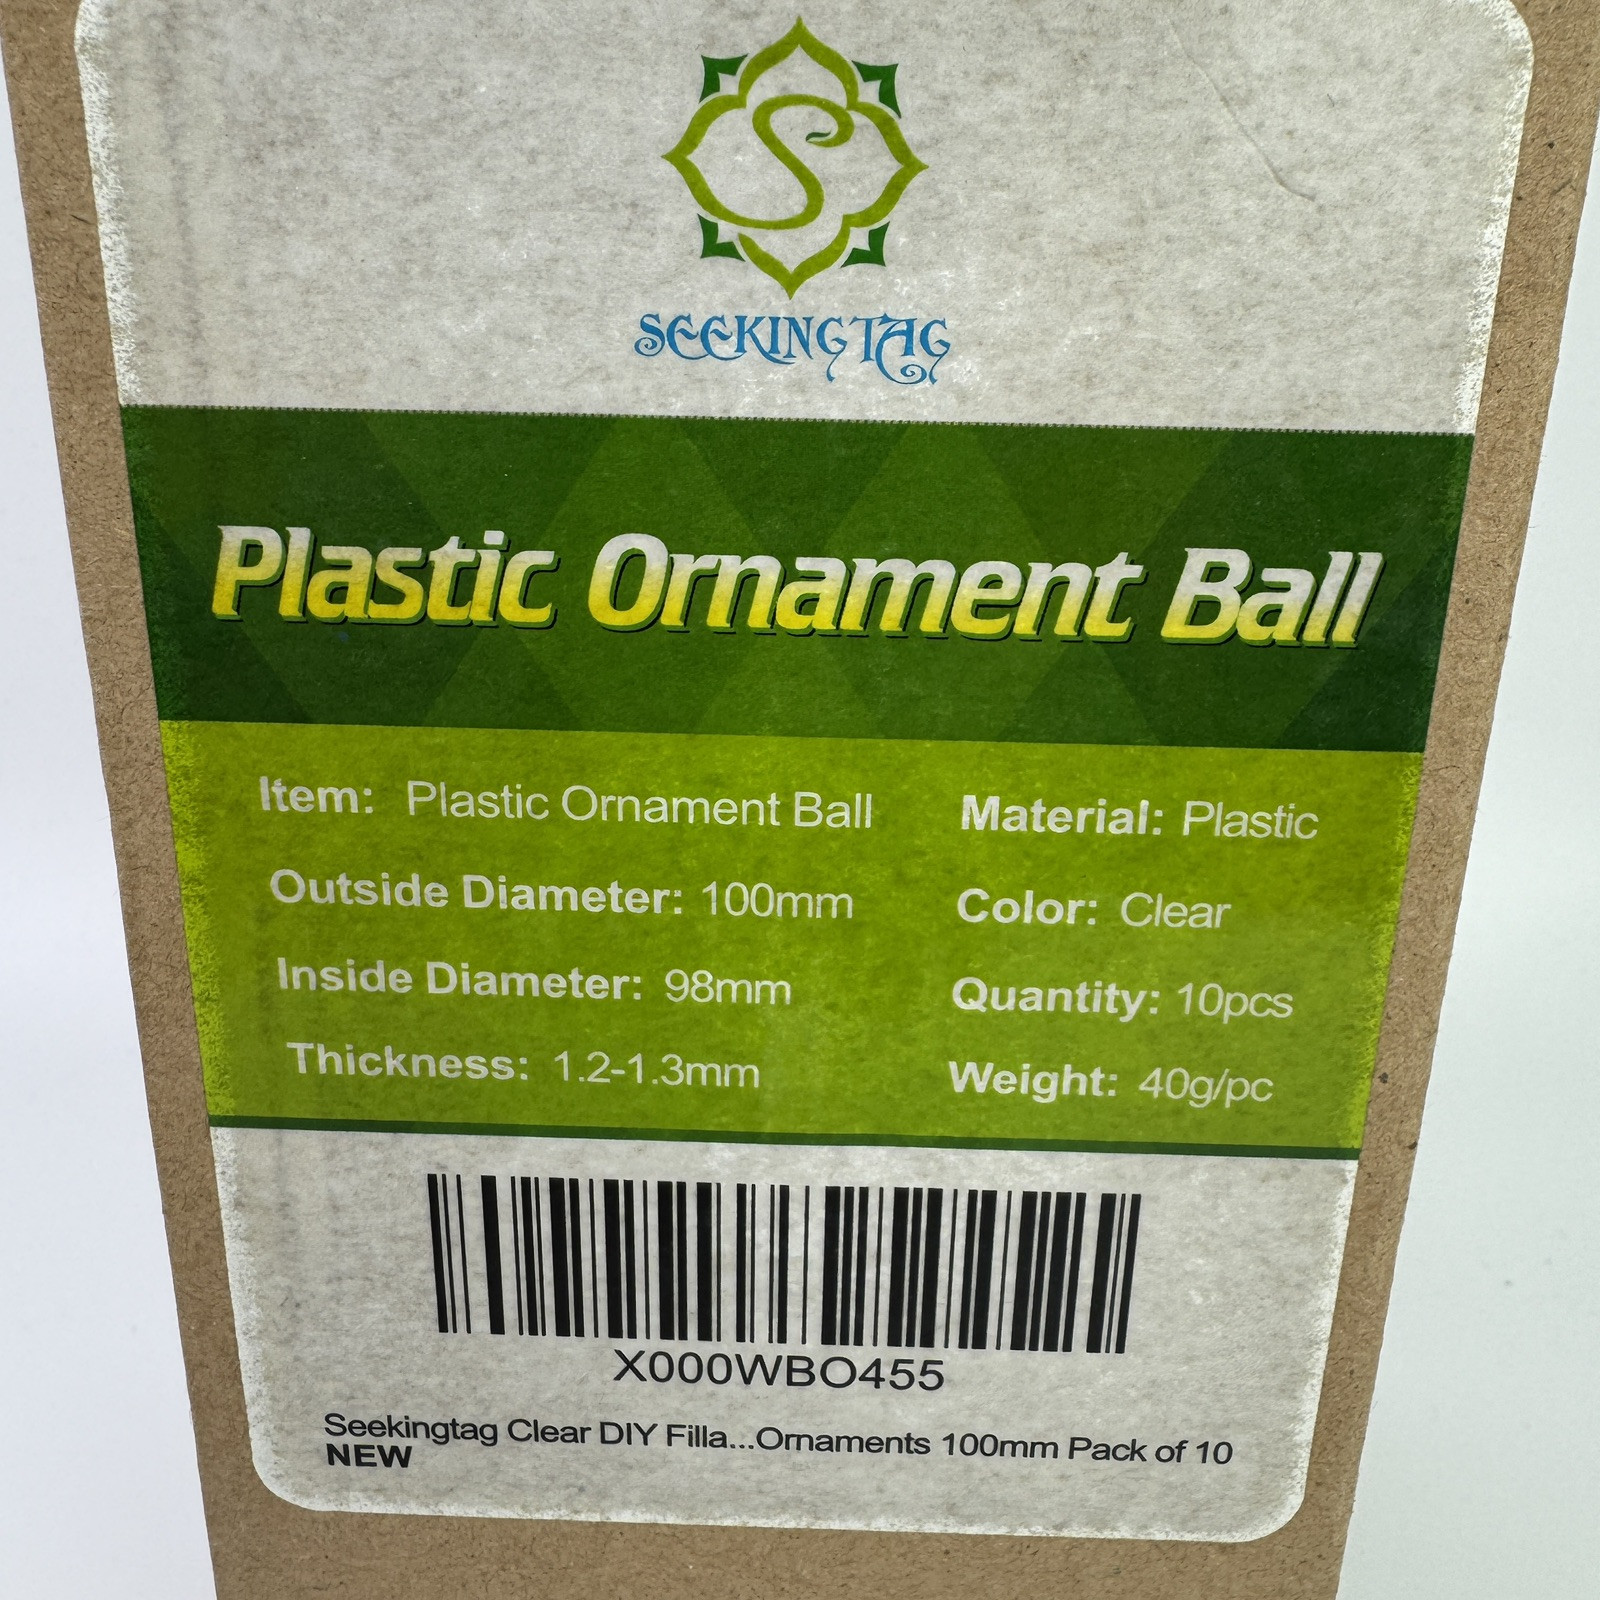 SEEKINGTAG
Plastic Ornament Ball
Item: Plastic Ornament Ball
Material: Plastic
Outside Diameter: 100mm
Color: Clear
Inside Diameter: 98mm
Quantity: 10pcs
Thickness: 1.2-1.3mm
Weight: 40g/pc
X000WBO455
Seekingtag Clear DIY Filla...Ornaments 100mm Pack of 10
NEW